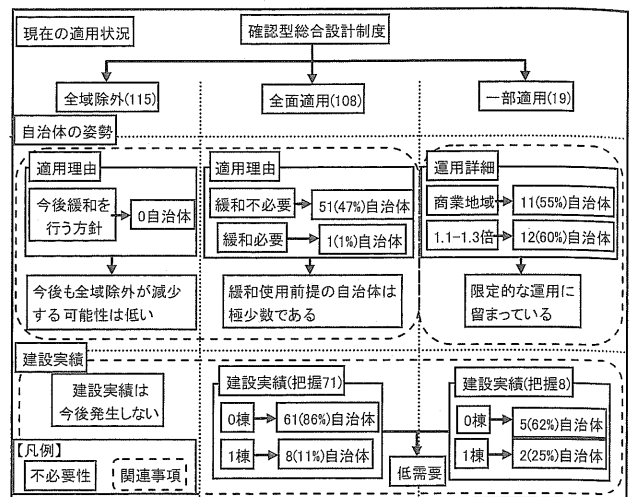 現在の適用状況
確認型総合設計制度
全域除外(115)
全面適用(108)
一部適用(19)
自治体の姿勢
適用理由
今後緩和を
行う方針
0自治体
今後も全域除外が減少
する可能性は低い
適用理由
緩和不必要
51(47%)自治体
緩和必要
1(1%)自治体
緩和使用前提の自治体は
極少数である
運用詳細
商業地域
11(55%)自治体
1.1-1.3倍
12(60%)自治体
限定的な運用に
留まっている
建設実績
建設実績は
今後発生しない
建設実績(把握71)
0棟
61(86%)自治体
1棟
8(11%)自治体
低需要
建設実績(把握8)
0棟
5(62%)自治体
1棟
2(25%)自治体
【凡例】
不必要性
関連事項